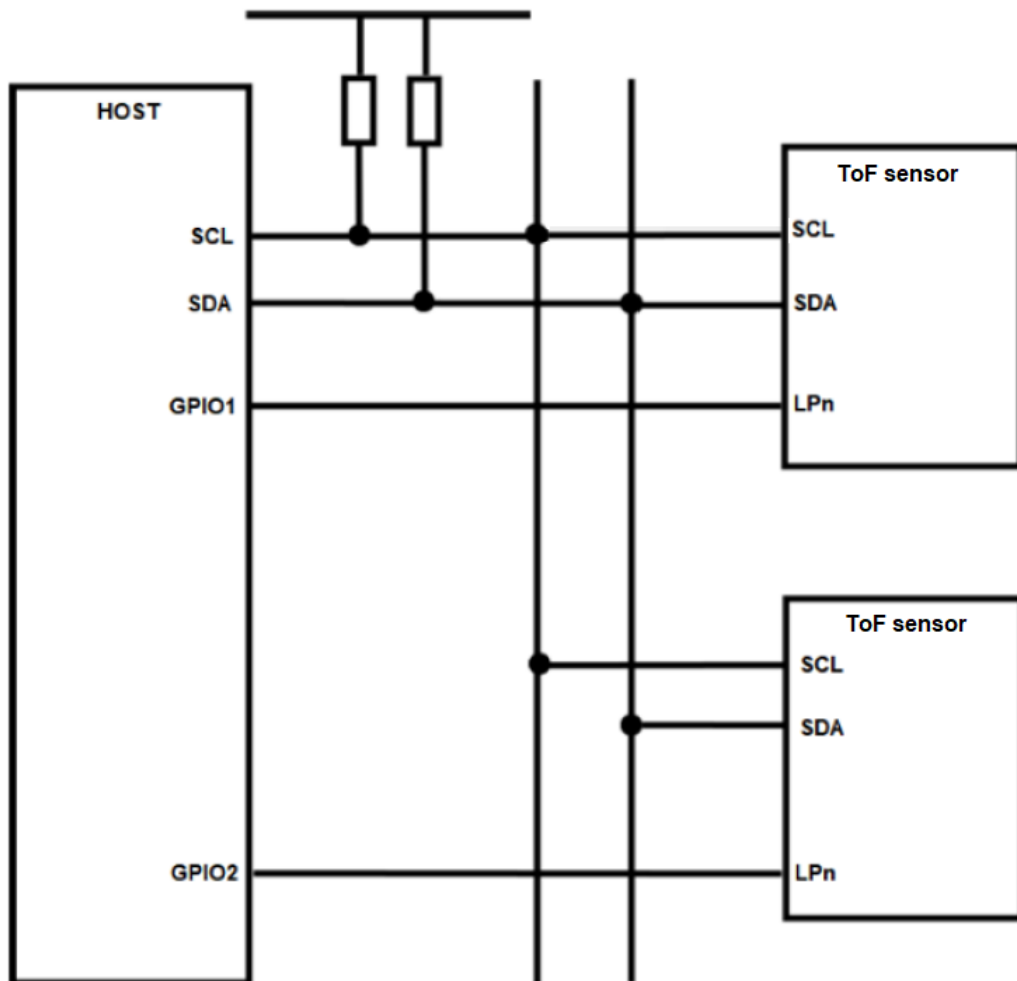 HOST
ToF sensor
SCL
SCL
SDA
SDA
GPIO1
LPn
ToF sensor
SCL
SDA
GPIO2
LPn